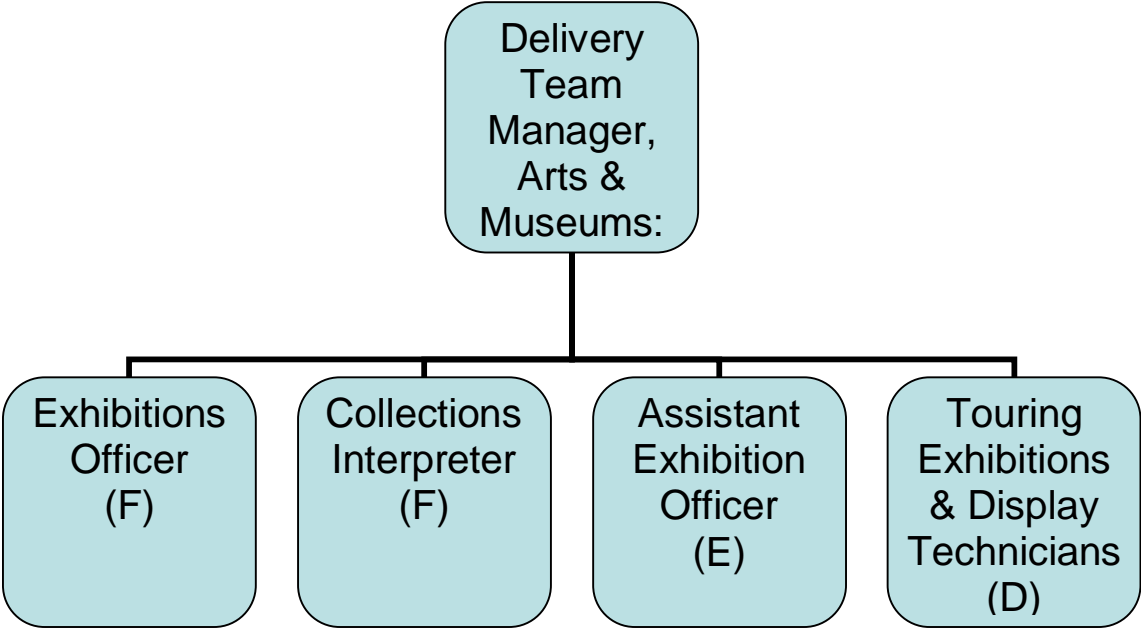 Delivery
Team
Manager,
Arts &
Museums:
Exhibitions
Officer
(F)
Collections
Interpreter
(F)
Assistant
Exhibition
Officer
(E)
Touring
Exhibitions
& Display
Technicians
(D)